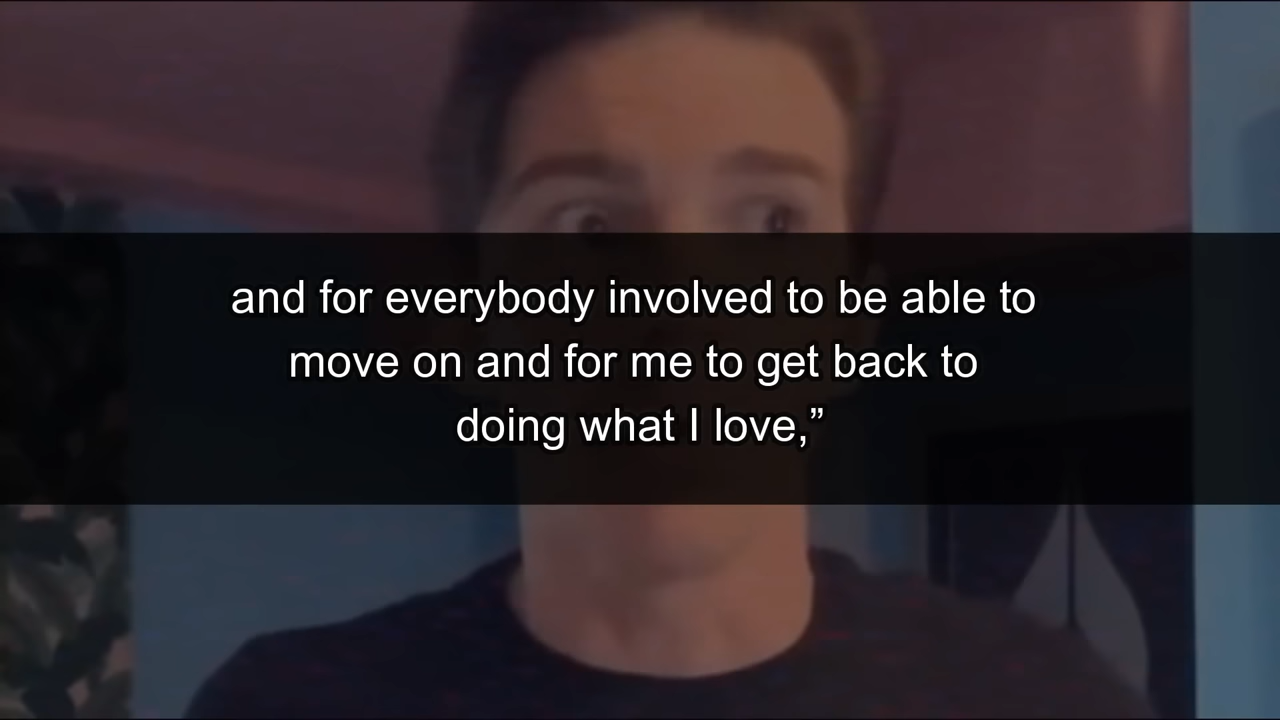 and for everybody involved to be able to
move on and for me to get back to
doing what I love,”